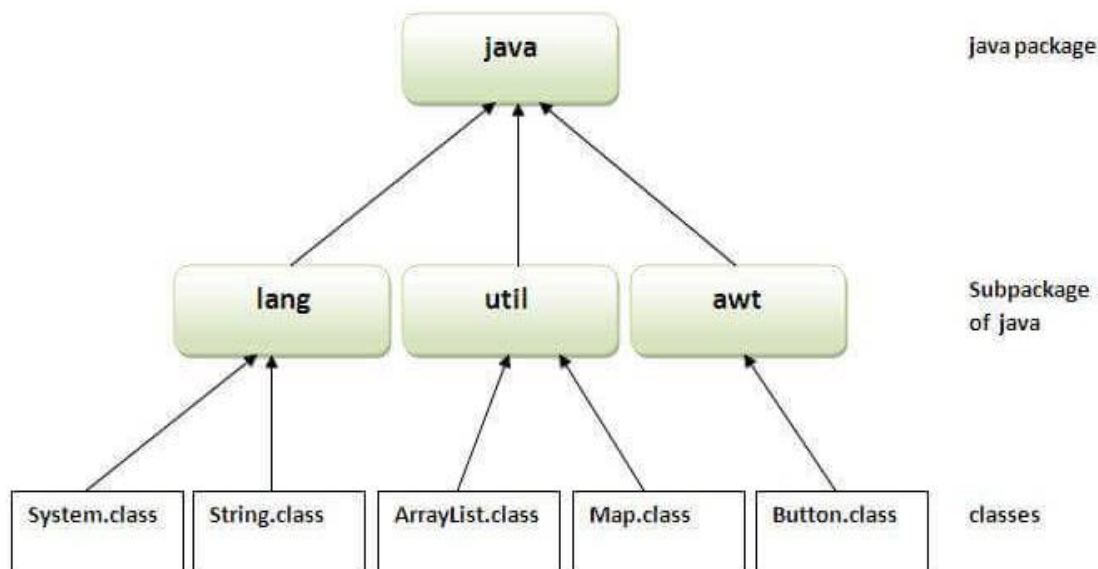 java
java package
lang
util
awt
Subpackage
of java
System.class
String.class
ArrayList.class
Map.class
Button.class
classes